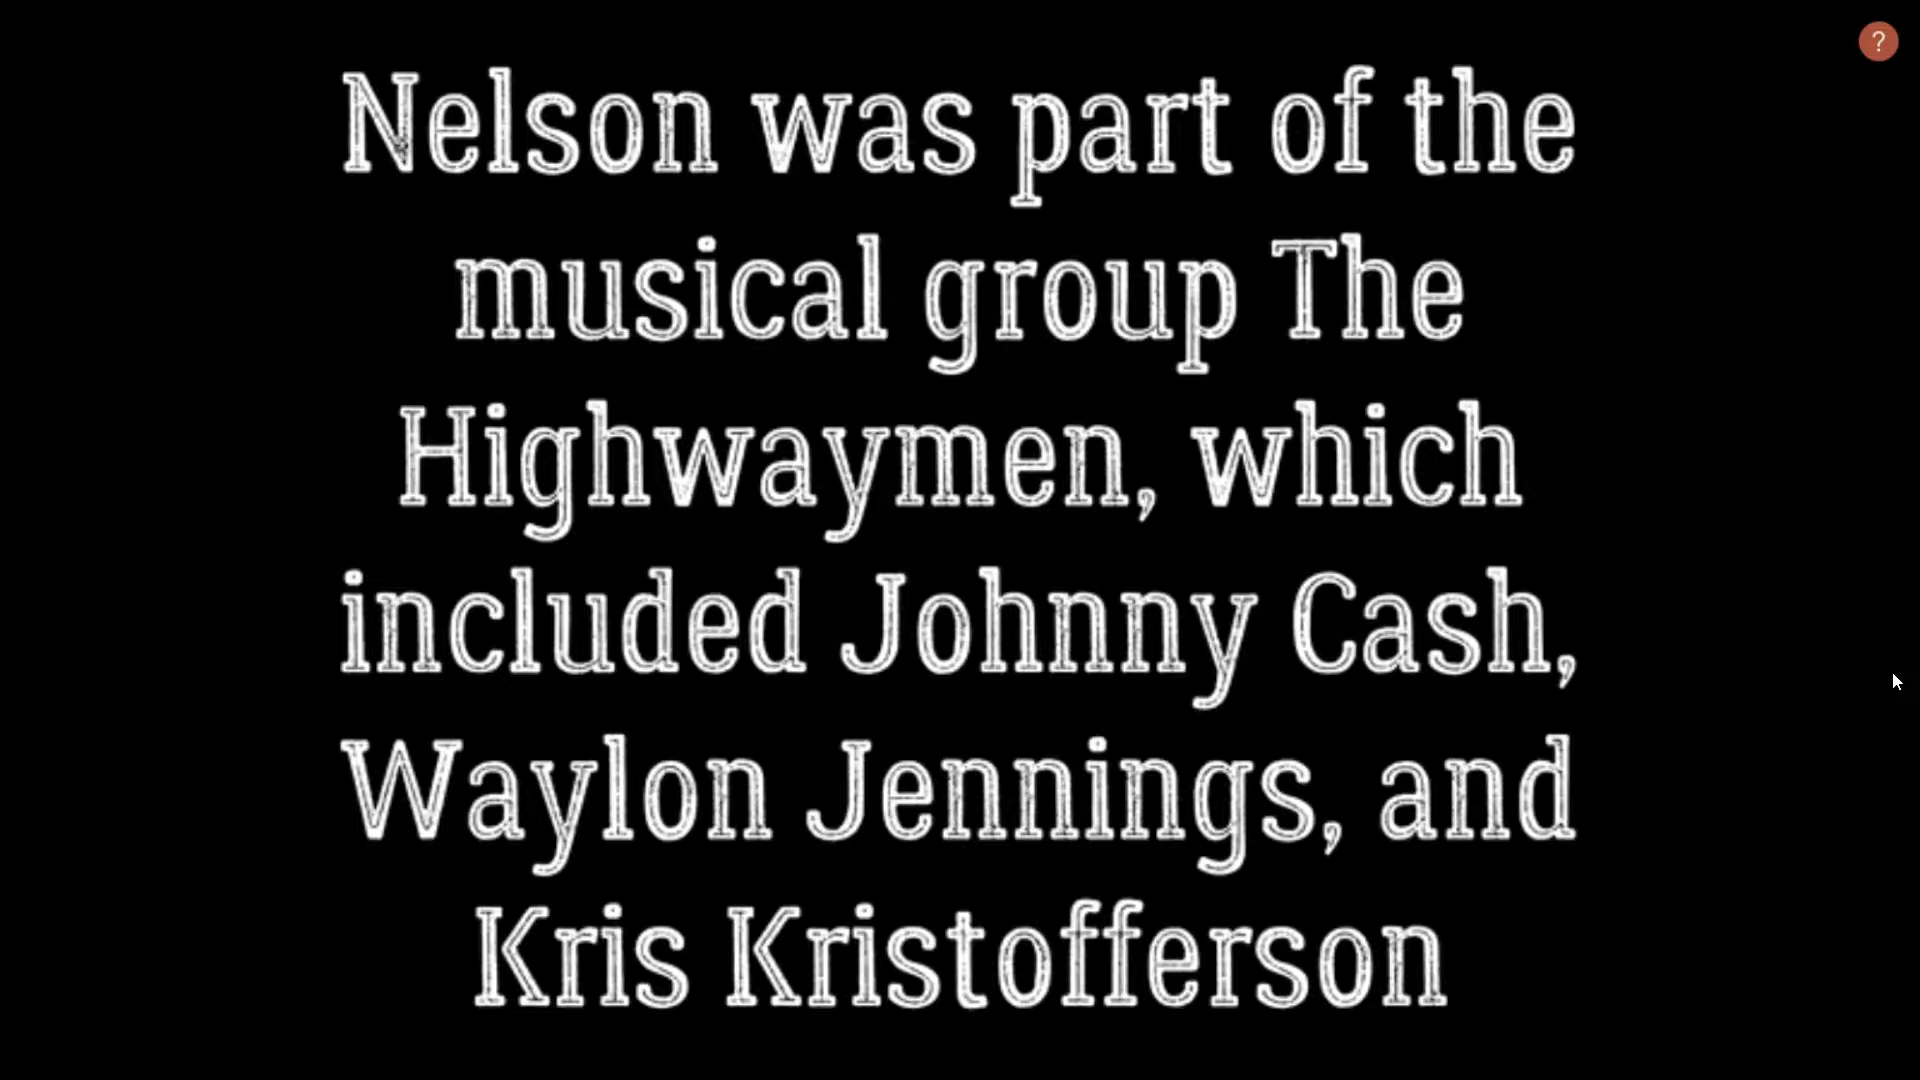 ?
Nelson was part of the
musical group The
Highwaymen, which
included Johnny Cash,
Waylon Jennings, and
Kris Kristofferson